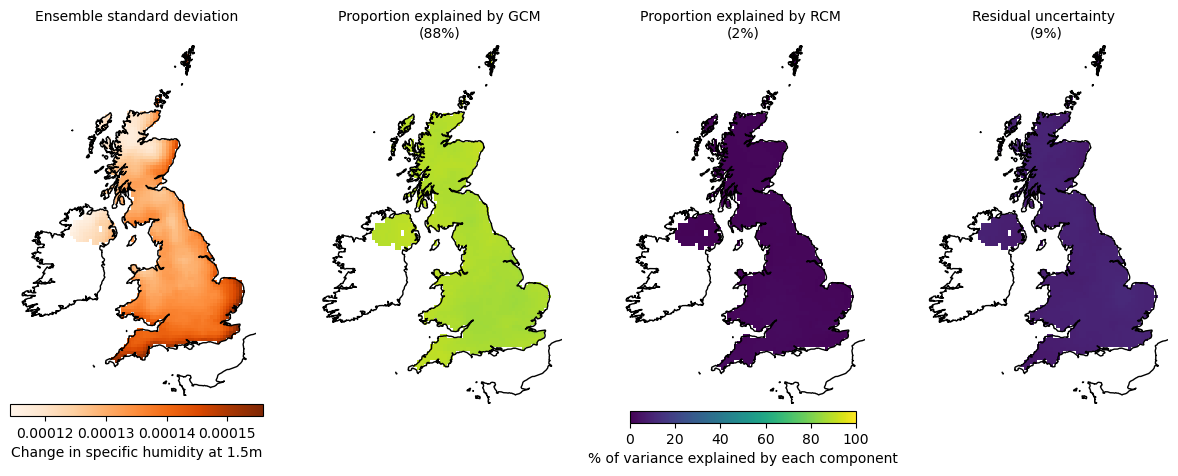 Ensemble standard deviation
Proportion explained by GCM
(88%)
Proportion explained by RCM
(2%)
Residual uncertainty
(9%)
0.00012 0.00013 0.00014 0.00015
Change in specific humidity at 1.5m
0 20 40 60 80 100
% of variance explained by each component